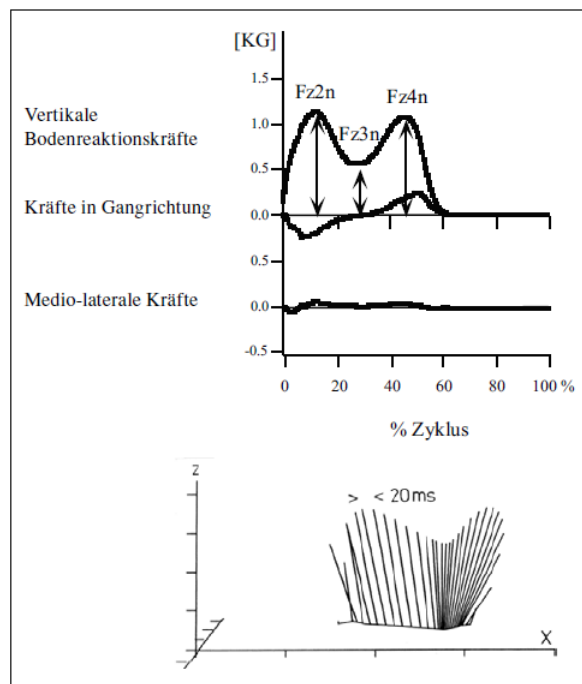 [KG]
1.5
Fz2n
Fz4n
Vertikale
Bodenreaktionskräfte
1.0
Fz3n
0.5
Kräfte in Gangrichtung
0.0
0.5
Medio-laterale Kräfte
0.0
-0.5
0 20 40 60 80 100 %
% Zyklus
Z
> < 20ms
X